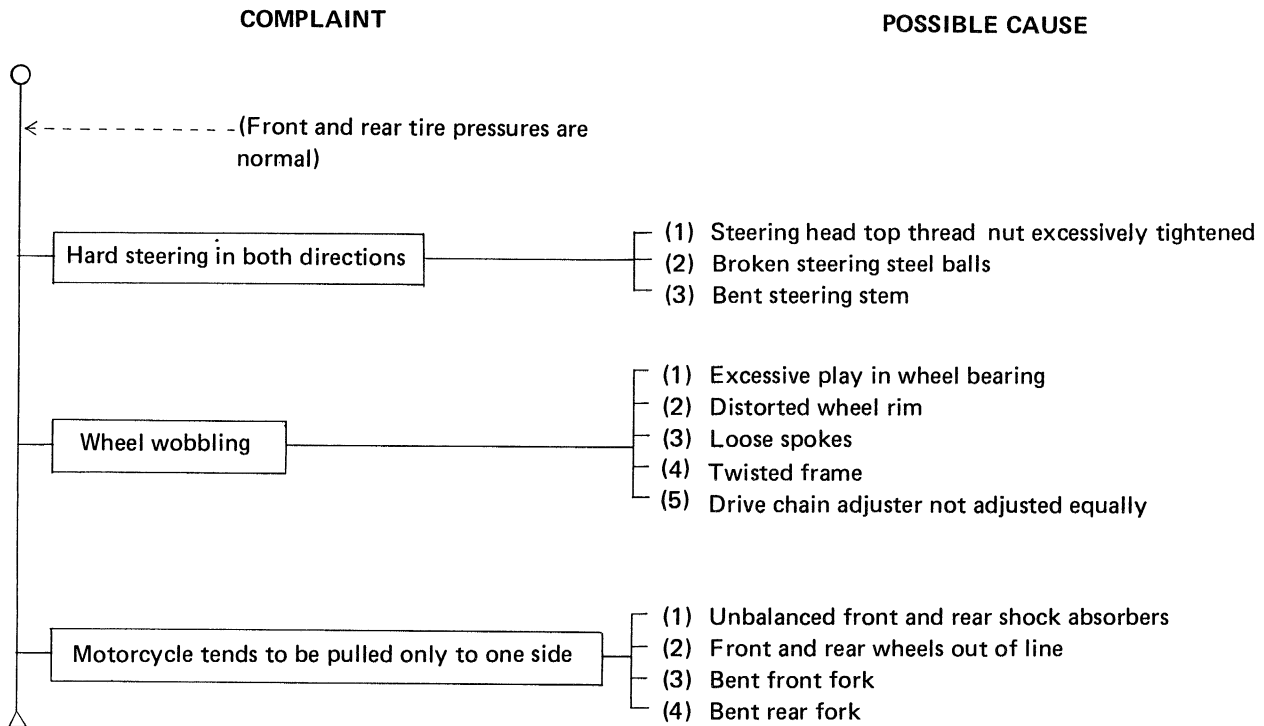 COMPLAINT
POSSIBLE CAUSE
(Front and rear tire pressures are
normal)
Hard steering in both directions
(1) Steering head top thread nut excessively tightened
(2) Broken steering steel balls
(3) Bent steering stem
Wheel wobbling
(1) Excessive play in wheel bearing
(2) Distorted wheel rim
(3) Loose spokes
(4) Twisted frame
(5) Drive chain adjuster not adjusted equally
Motorcycle tends to be pulled only to one side
(1) Unbalanced front and rear shock absorbers
(2) Front and rear wheels out of line
(3) Bent front fork
(4) Bent rear fork